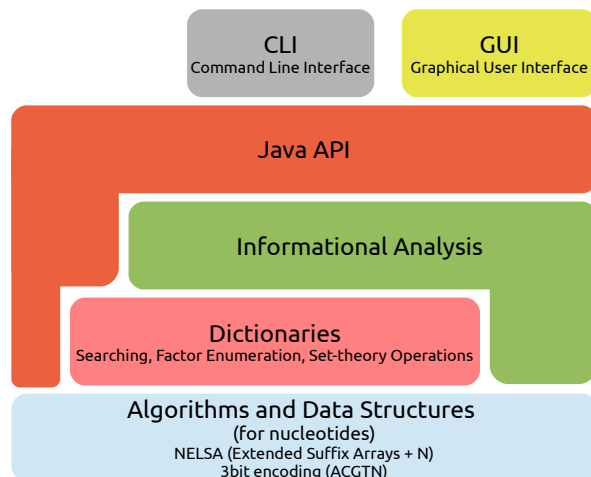 CLI
Command Line Interface
GUI
Graphical User Interface
Java API
Informational Analysis
Dictionaries
Searching, Factor Enumeration, Set-theory Operations
Algorithms and Data Structures
(for nucleotides)
NELSA (Extended Suffix Arrays + N)
3bit encoding (ACGTN)